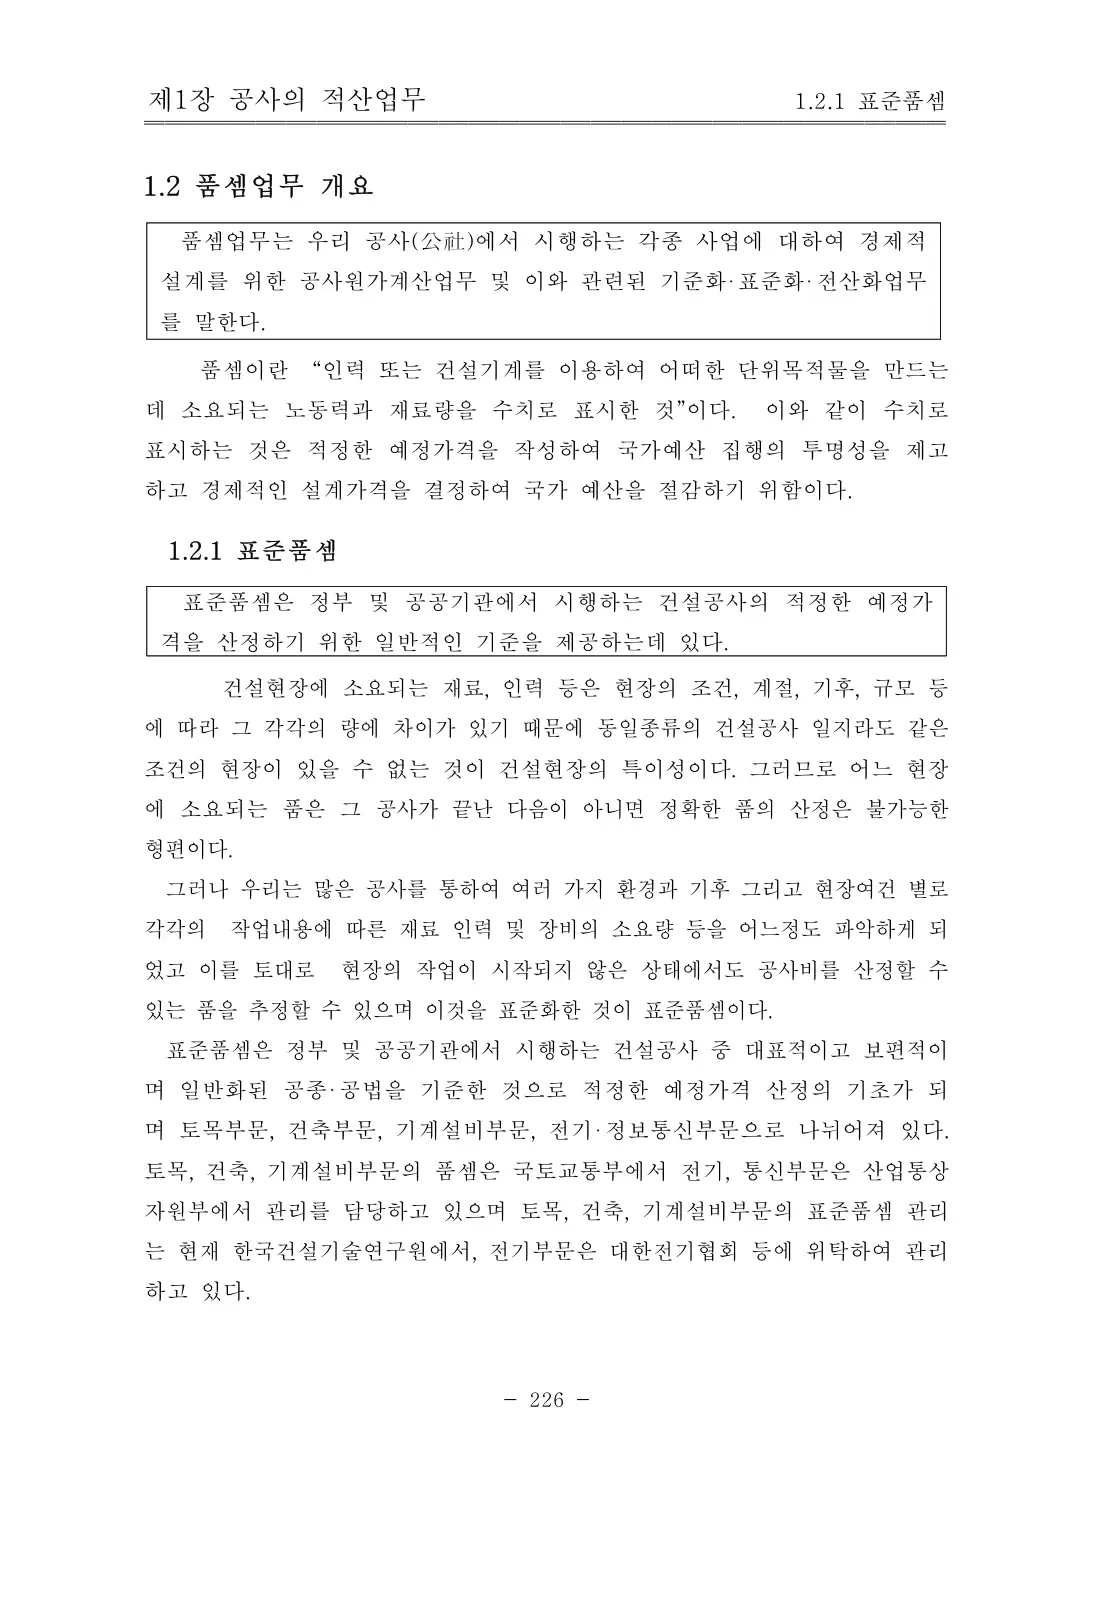 제1장 공사의 적산업무
1.2.1 표준품셈
1.2 품셈업무 개요
품셈업무는 우리 공사(公社)에서 시행하는 각종 사업에 대하여 경제적
설계를 위한 공사원가계산업무 및 이와 관련된 기준화·표준화·전산화업무
를 말한다.
품셈이란 “인력 또는 건설기계를 이용하여 어떠한 단위목적물을 만드는
데 소요되는 노동력과 재료량을 수치로 표시한 것”이다. 이와 같이 수치로
표시하는 것은 적정한 예정가격을 작성하여 국가예산 집행의 투명성을 제고
하고 경제적인 설계가격을 결정하여 국가 예산을 절감하기 위함이다.
1.2.1 표준품셈
표준품셈은 정부 및 공공기관에서 시행하는 건설공사의 적정한 예정가
격을 산정하기 위한 일반적인 기준을 제공하는데 있다.
건설현장에 소요되는 재료, 인력 등은 현장의 조건, 계절, 기후, 규모 등
에 따라 그 각각의 량에 차이가 있기 때문에 동일종류의 건설공사 일지라도 같은
조건의 현장이 있을 수 없는 것이 건설현장의 특이성이다. 그러므로 어느 현장
에 소요되는 품은 그 공사가 끝난 다음이 아니면 정확한 품의 산정은 불가능한
형편이다.
그러나 우리는 많은 공사를 통하여 여러 가지 환경과 기후 그리고 현장여건 별로
각각의 작업내용에 따른 재료 인력 및 장비의 소요량 등을 어느정도 파악하게 되
었고 이를 토대로 현장의 작업이 시작되지 않은 상태에서도 공사비를 산정할 수
있는 품을 추정할 수 있으며 이것을 표준화한 것이 표준품셈이다.
표준품셈은 정부 및 공공기관에서 시행하는 건설공사 중 대표적이고 보편적이
며 일반화된 공종·공법을 기준한 것으로 적정한 예정가격 산정의 기초가 되
며 토목부문, 건축부문, 기계설비부문, 전기·정보통신부문으로 나뉘어져 있다.
토목, 건축, 기계설비부문의 품셈은 국토교통부에서 전기, 통신부문은 산업통상
자원부에서 관리를 담당하고 있으며 토목, 건축, 기계설비부문의 표준품셈 관리
는 현재 한국건설기술연구원에서, 전기부문은 대한전기협회 등에 위탁하여 관리
하고 있다.
- 226 -